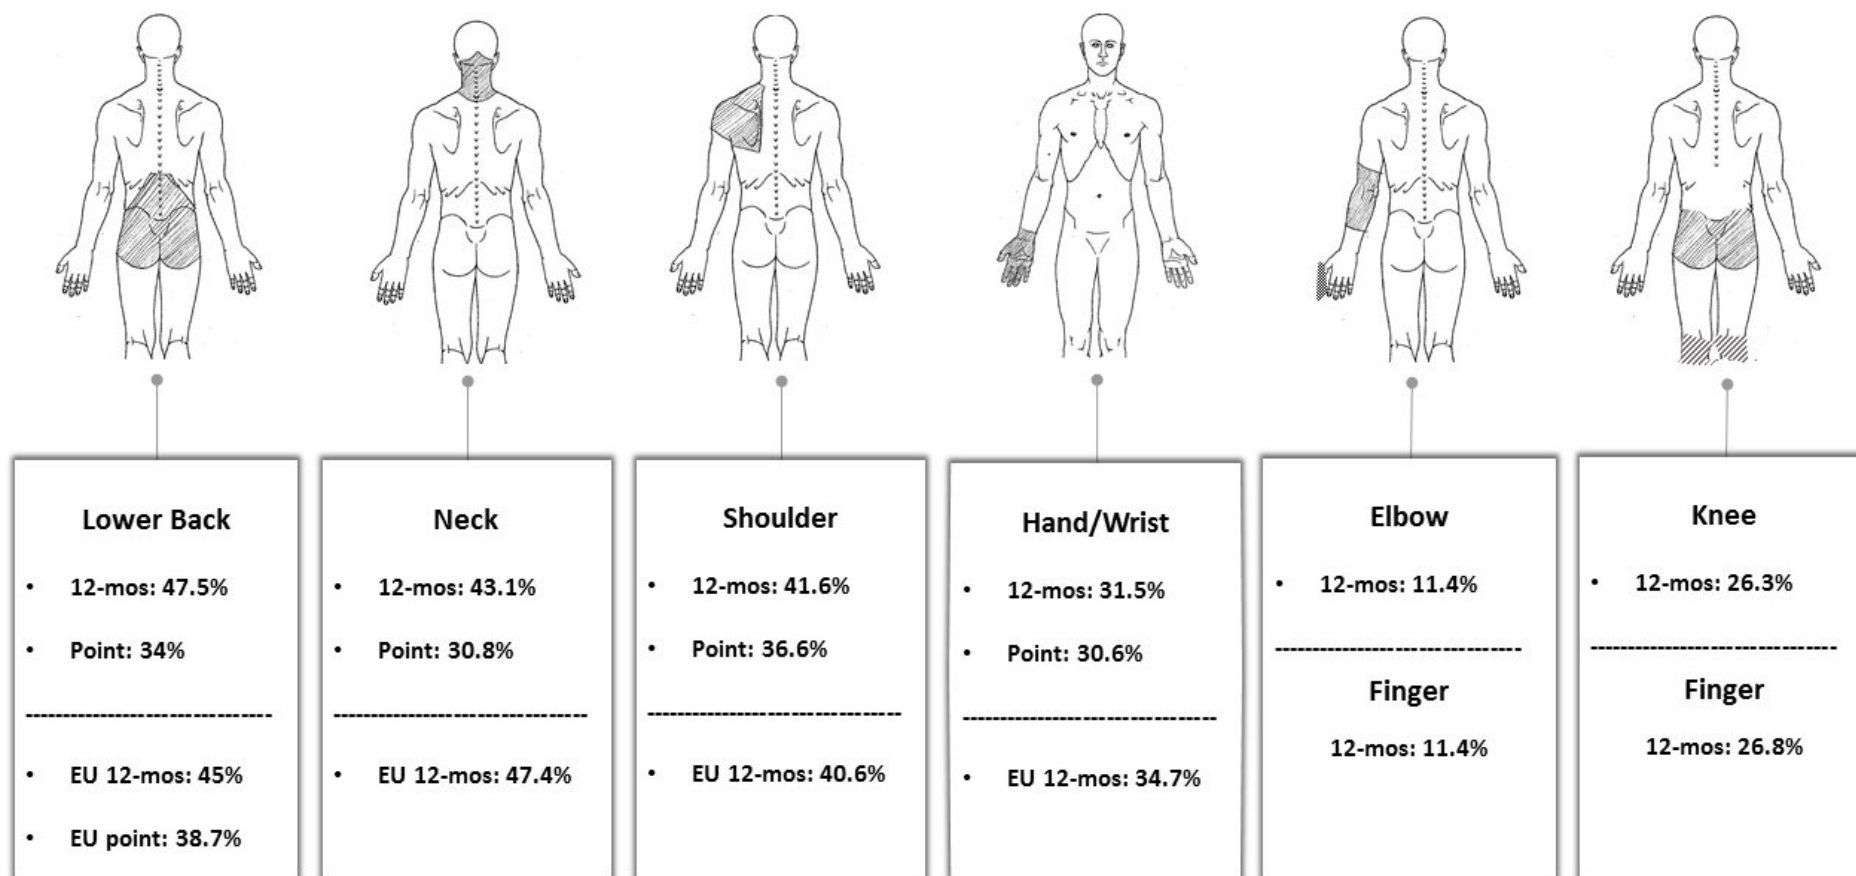 Lower Back
• 12-mos: 47.5%
• Point: 34%
---------------------------------
• EU 12-mos: 45%
• EU point: 38.7%
Neck
• 12-mos: 43.1%
• Point: 30.8%
----------------------------------
• EU 12-mos: 47.4%
Shoulder
• 12-mos: 41.6%
• Point: 36.6%
----------------------------------
• EU 12-mos: 40.6%
Hand/Wrist
• 12-mos: 31.5%
• Point: 30.6%
----------------------------------
• EU 12-mos: 34.7%
Elbow
• 12-mos: 11.4%
---------------------------------
Finger
12-mos: 11.4%
Knee
• 12-mos: 26.3%
---------------------------------
Finger
12-mos: 26.8%